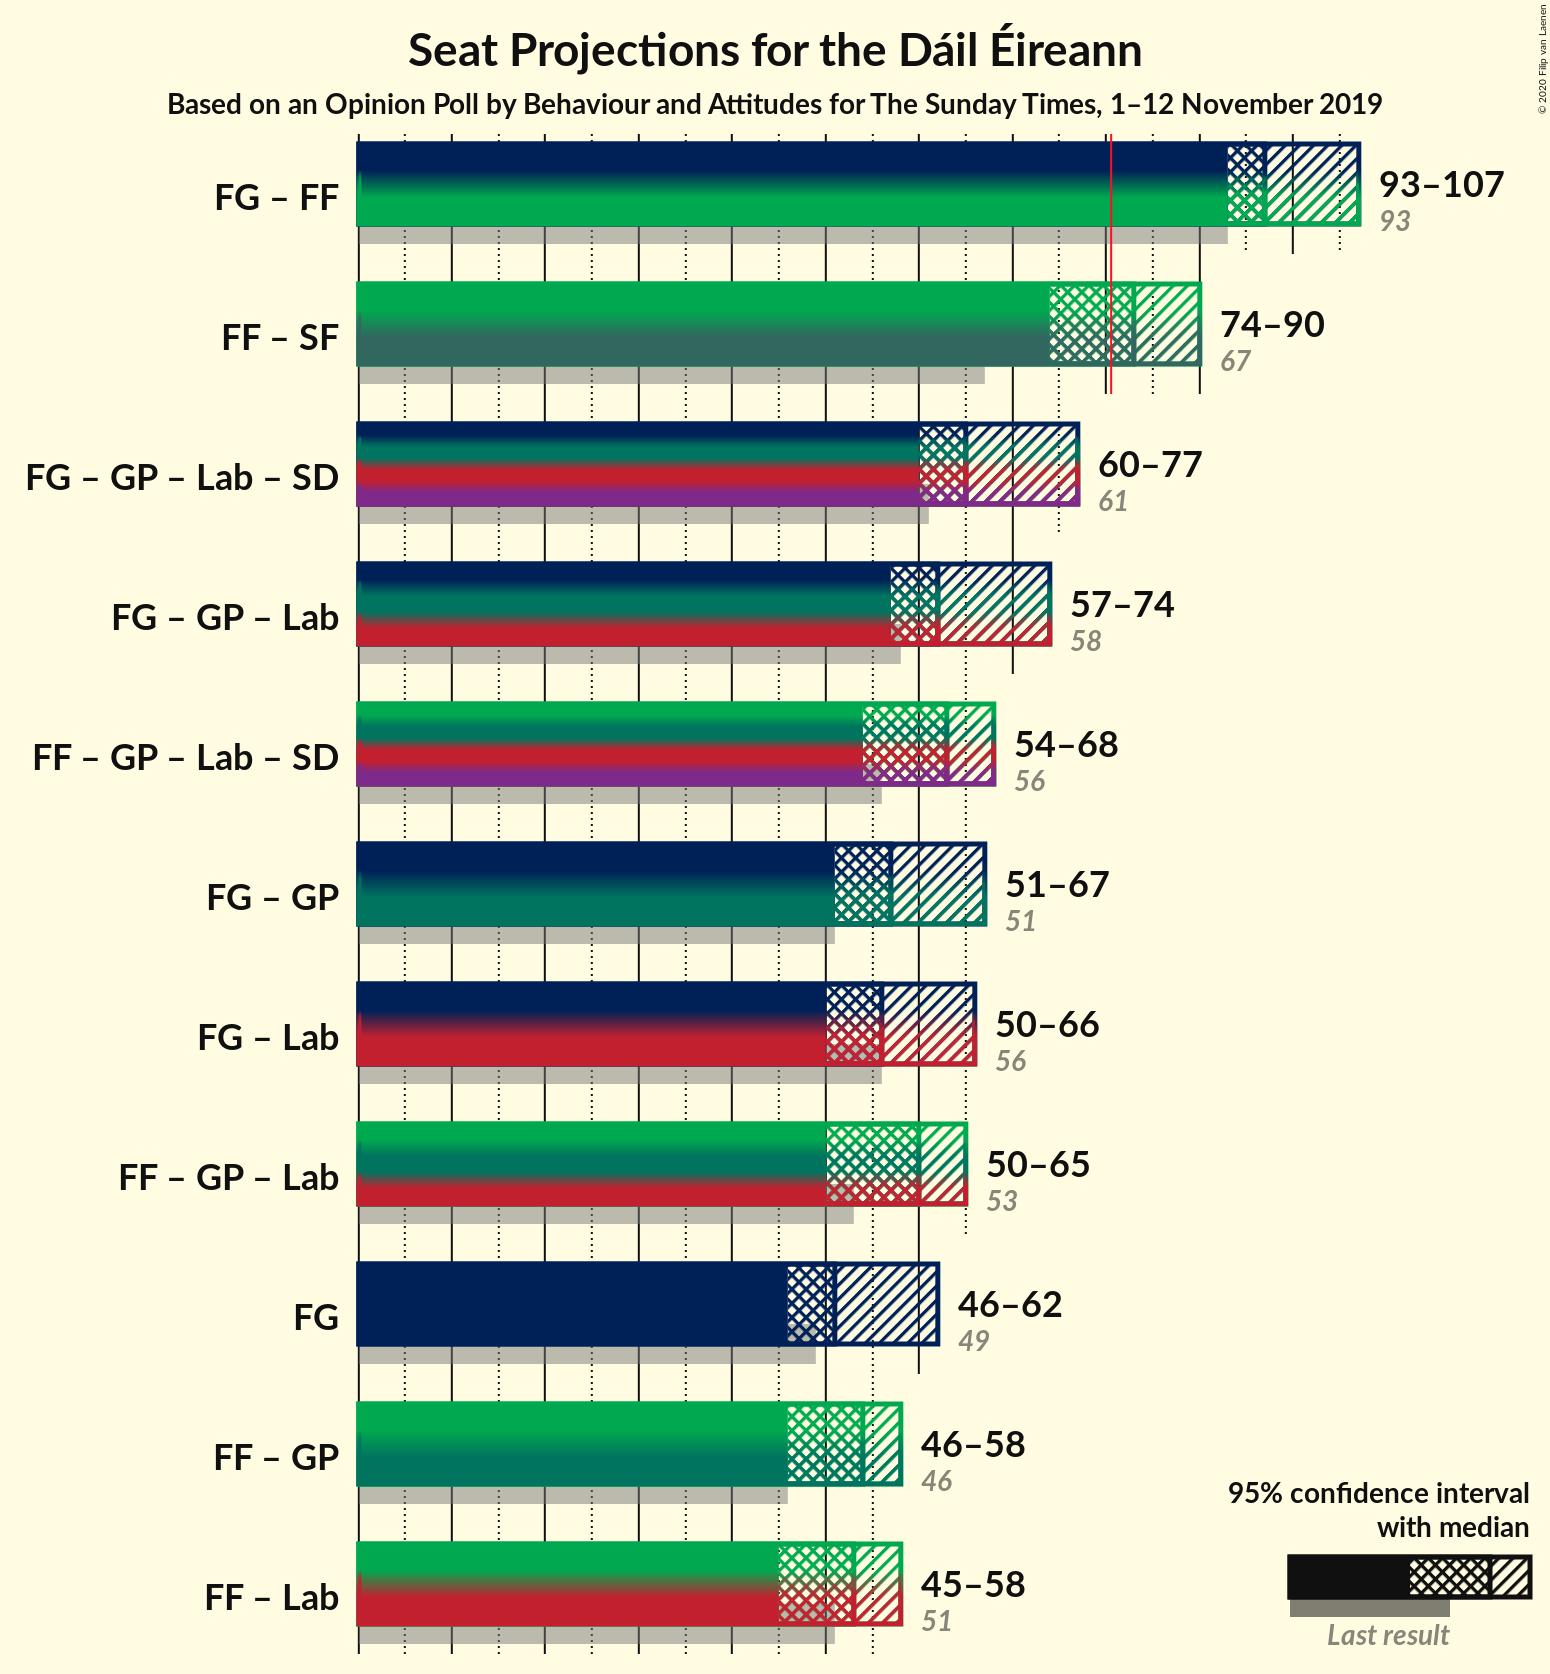 Seat Projections for the Dáil Éireann
Based on an Opinion Poll by Behaviour and Attitudes for The Sunday Times, 1–12 November 2019
© 2020 Filip van Laenen
FG – FF
93–107
93
FF – SF
74–90
67
FG – GP – Lab – SD
60–77
61
FG – GP – Lab
57–74
58
FF – GP – Lab – SD
54–68
56
FG – GP
51–67
51
FG – Lab
50–66
56
FF – GP – Lab
50–65
53
FG
46–62
49
FF – GP
46–58
46
FF – Lab
45–58
51
95% confidence interval
with median
Last result